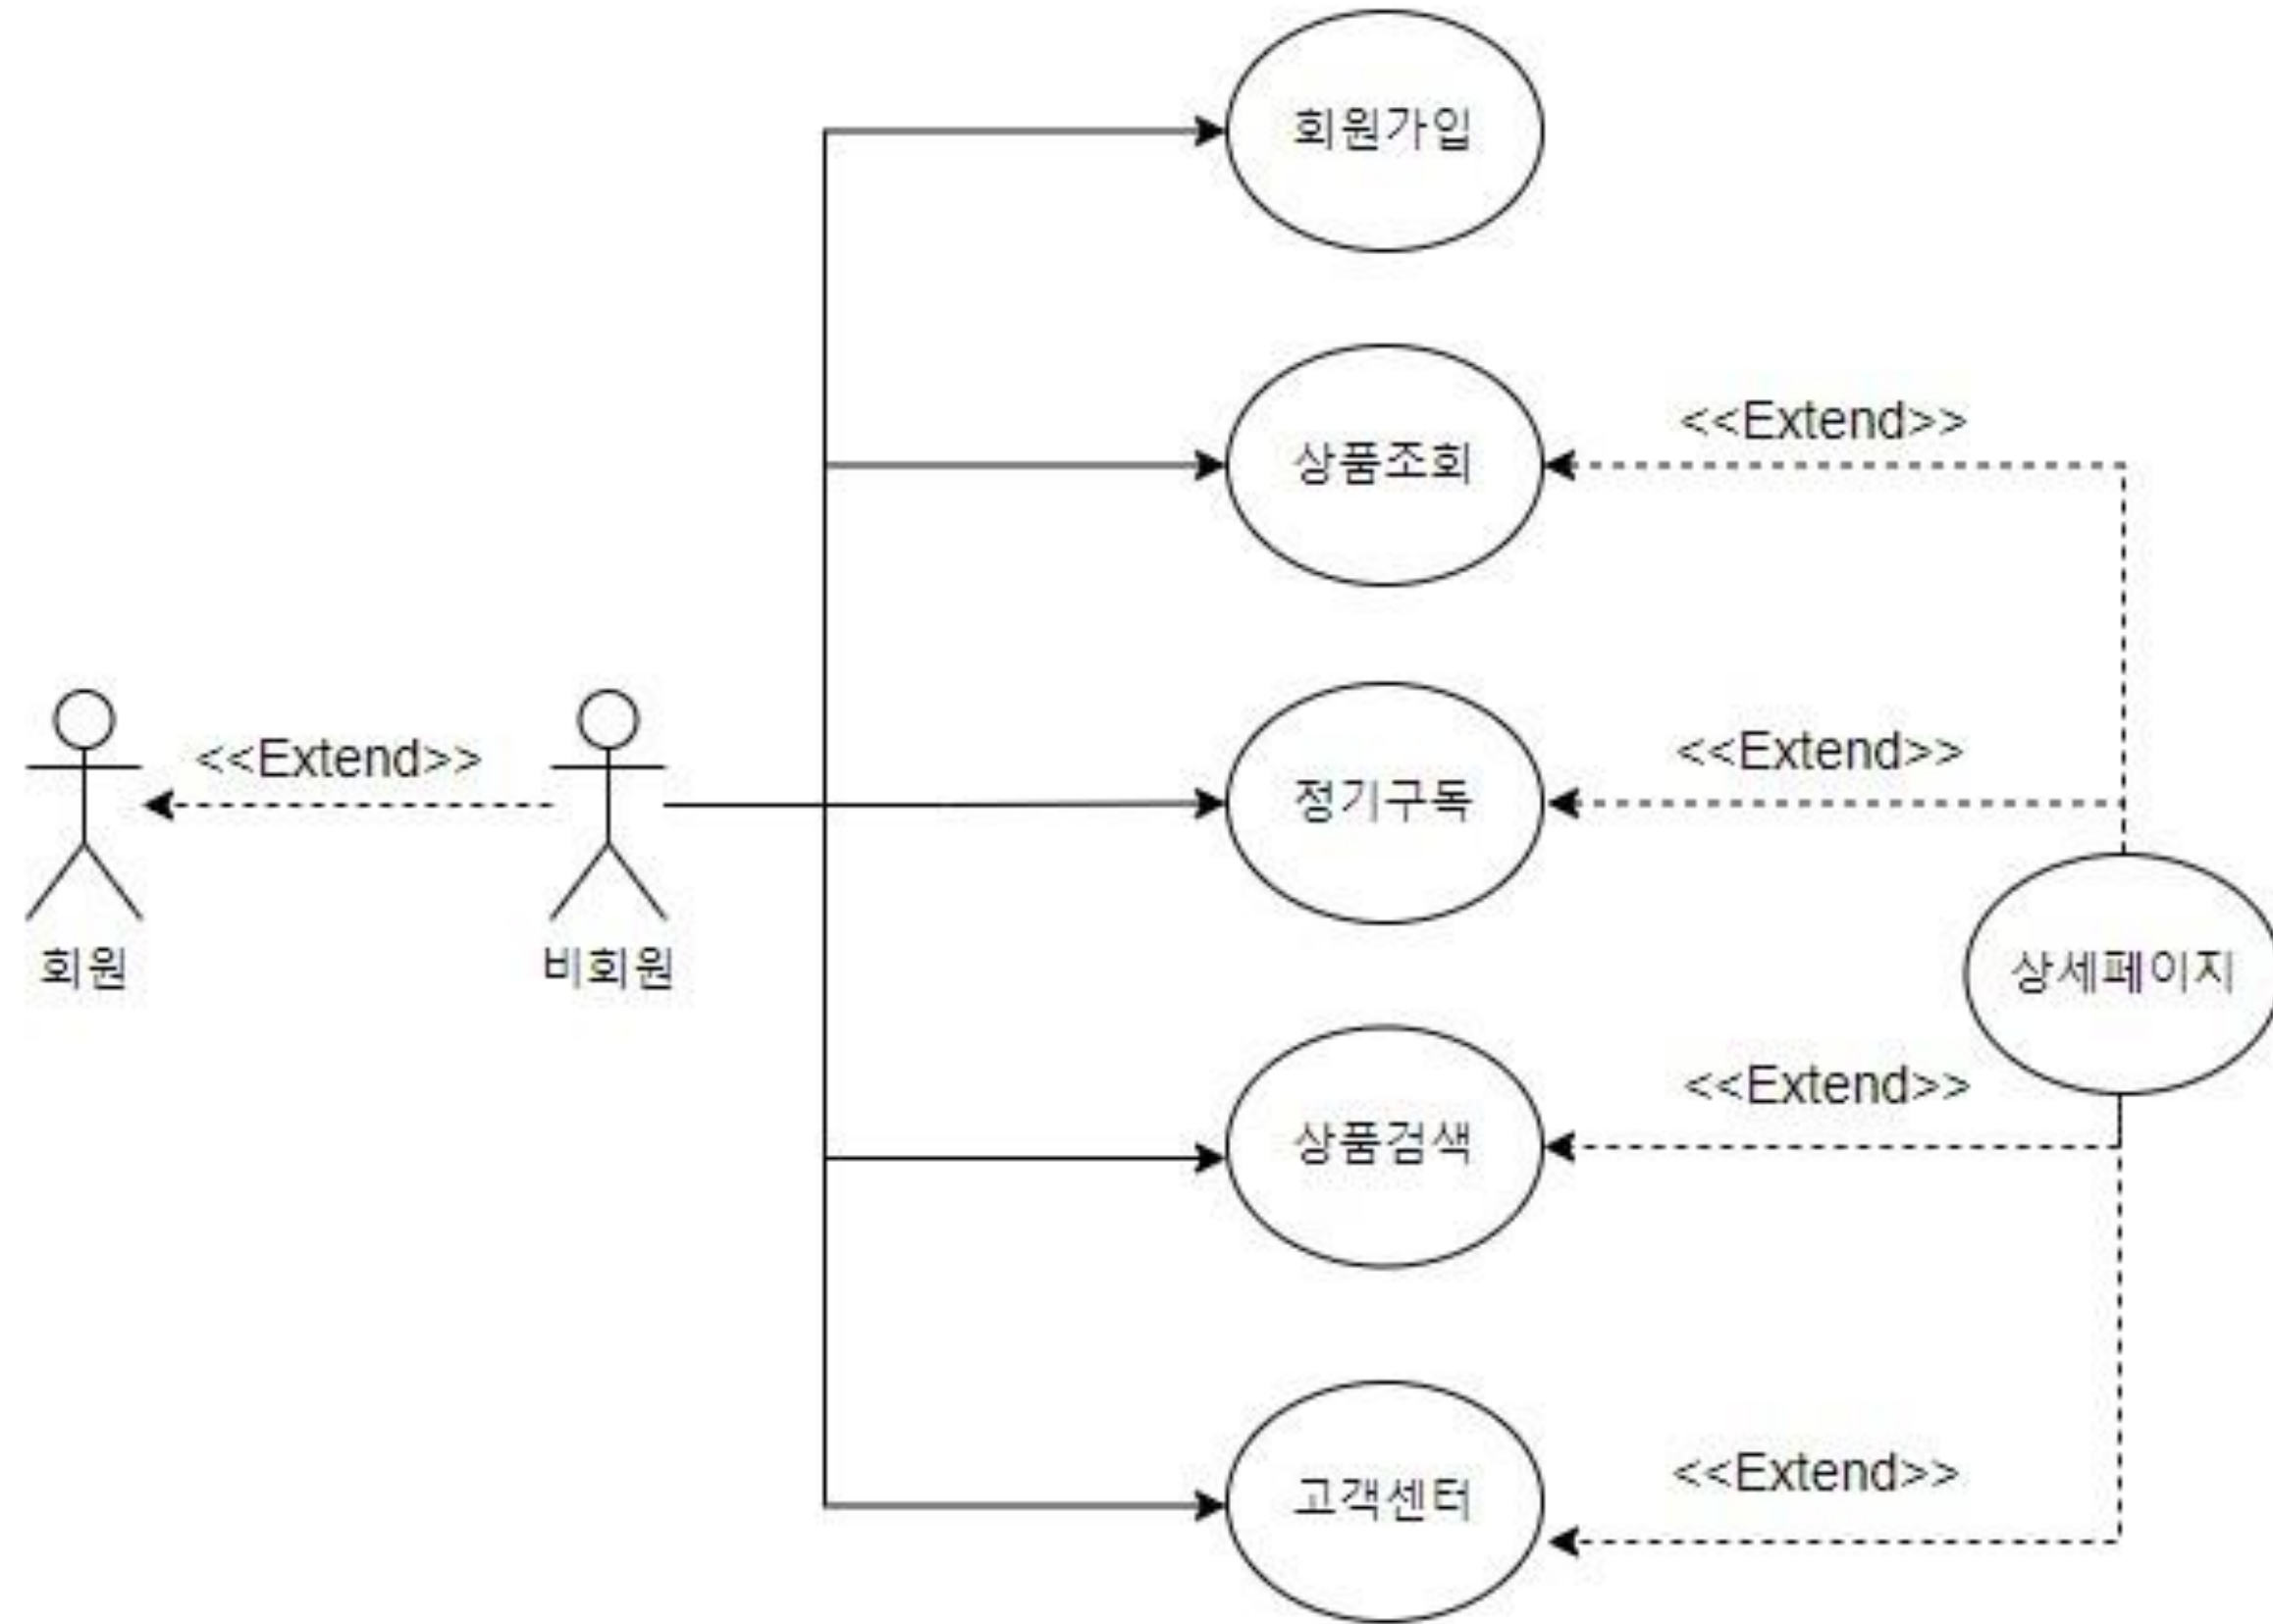 회원가입
상품조회
<<Extend>>
<<Extend>>
정기구독
<<Extend>>
회원
비회원
상세페이지
상품검색
<<Extend>>
고객센터
<<Extend>>